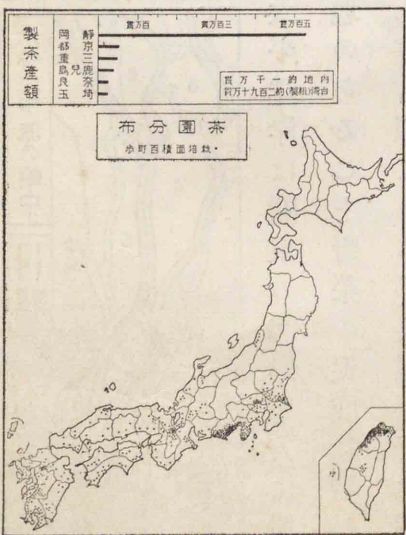 製茶産額
百万貫
三百万貫
五百万貫
靜岡
京都
三重
鹿兒島
奈良
埼玉
内地約一千万貫
台湾(粗製)約二百九十万貫
茶園分布
・栽培面積百町歩